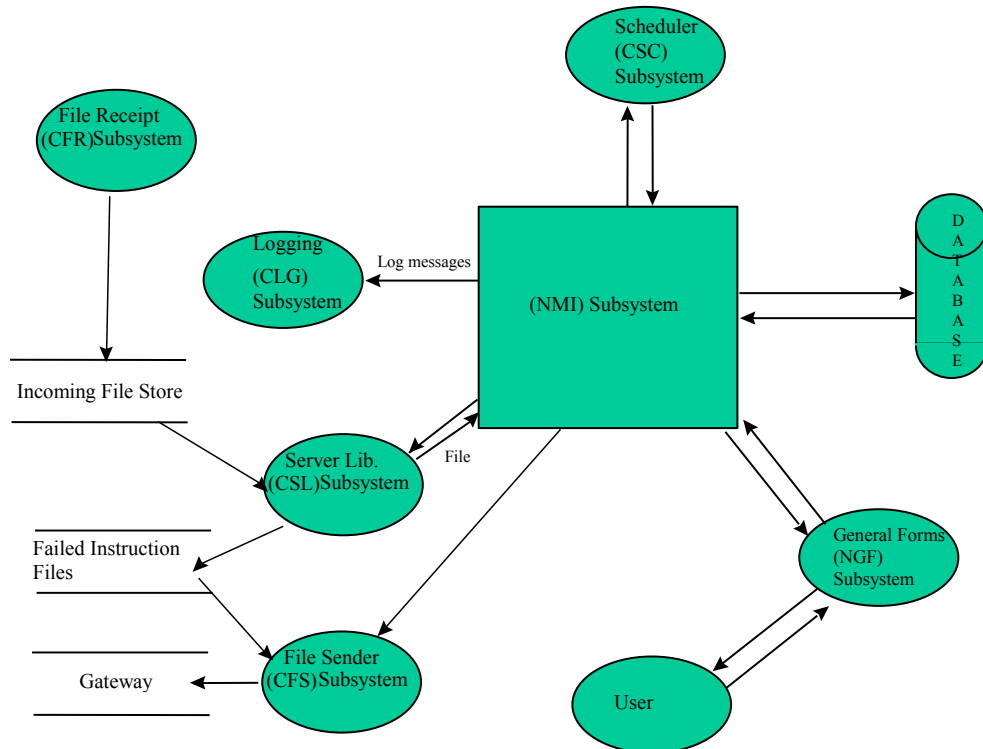 Scheduler
(CSC)
Subsystem
File Receipt
(CFR)Subsystem
Logging
(CLG)
Subsystem
Log messages
(NMI) Subsystem
D
A
T
A
B
A
S
E
Incoming File Store
Server Lib.
(CSL)Subsystem
File
Failed Instruction
Files
General Forms
(NGF)
Subsystem
File Sender
(CFS)Subsystem
Gateway
User